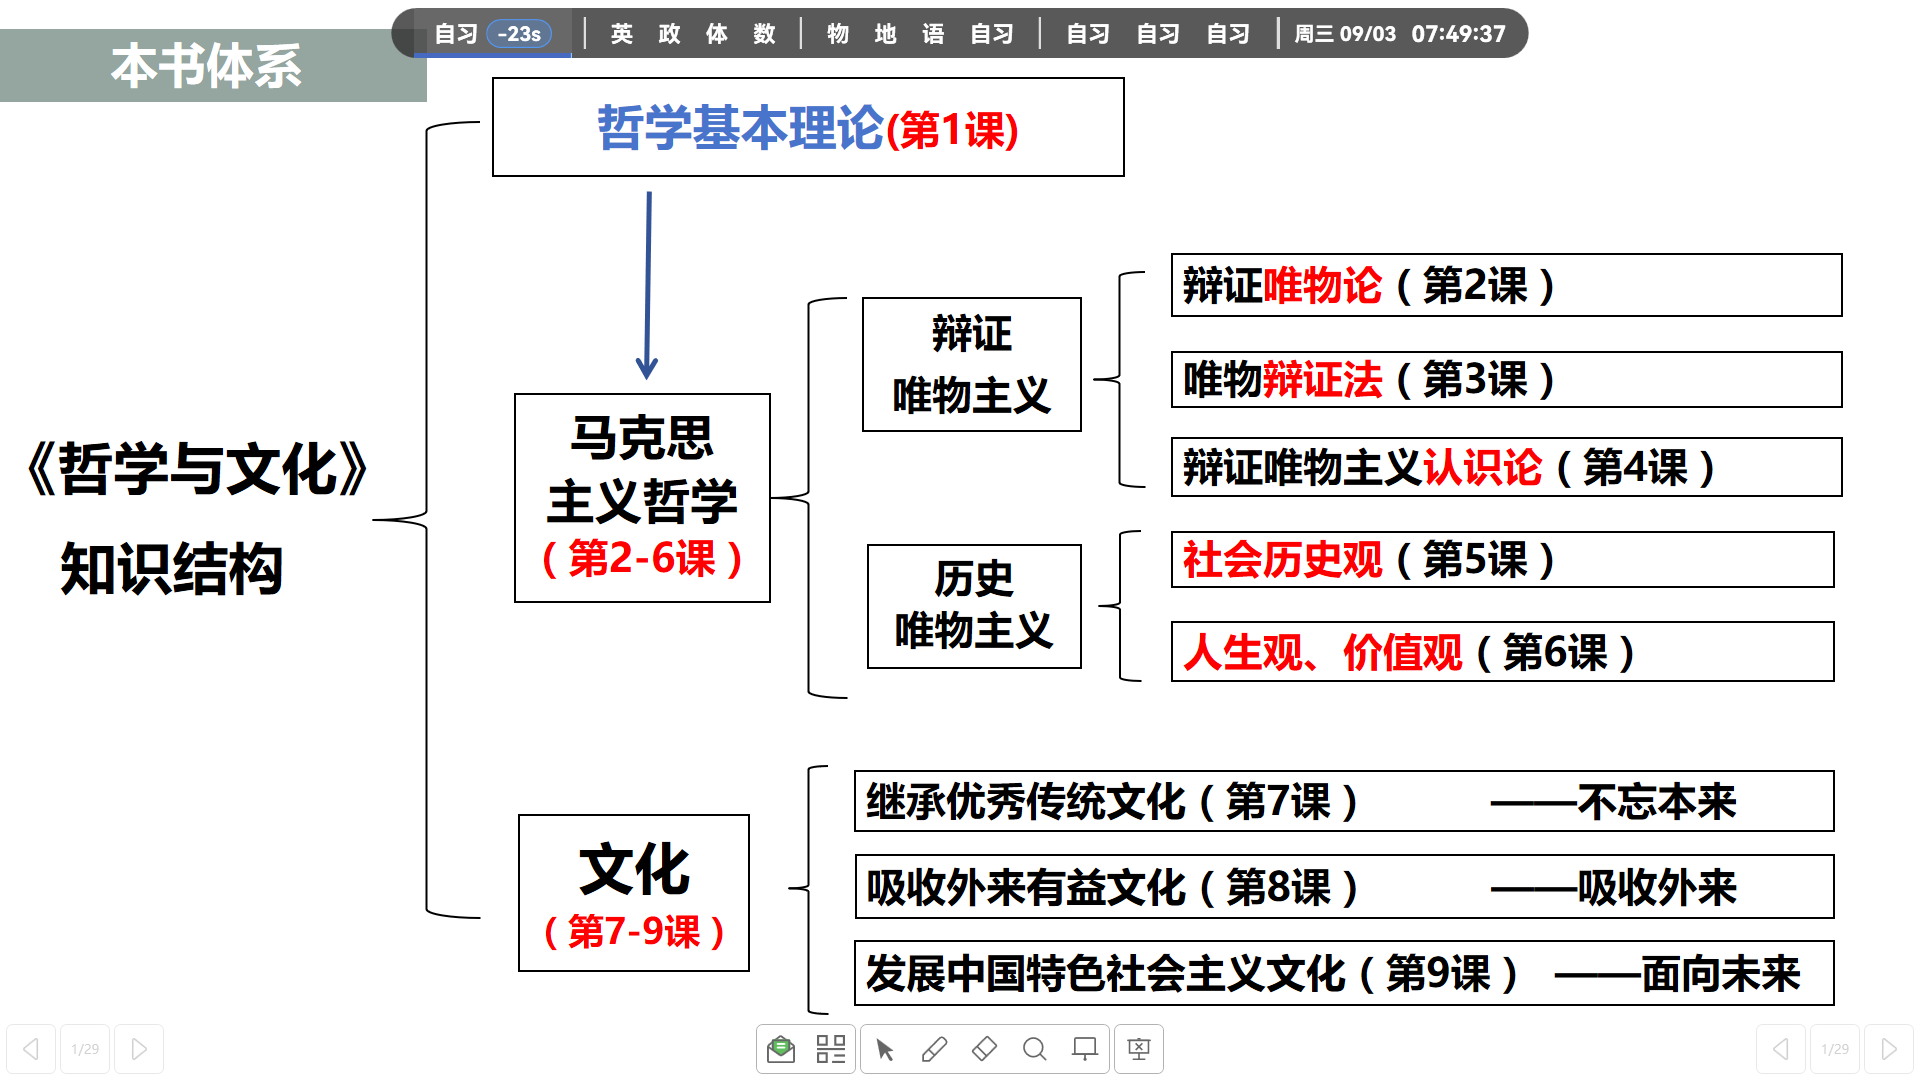 自习 -23s 英 政 体 数 物 地 语 自习 自习 自习 自习 周三 09/03 07:49:37
本书体系
哲学基本理论(第1课)
《哲学与文化》
知识结构
马克思
主义哲学
（第2-6课）
辩证
唯物主义
辩证唯物论（第2课）
唯物辩证法（第3课）
辩证唯物主义认识论（第4课）
历史
唯物主义
社会历史观（第5课）
人生观、价值观（第6课）
文化
（第7-9课）
继承优秀传统文化（第7课） ——不忘本来
吸收外来有益文化（第8课） ——吸收外来
发展中国特色社会主义文化（第9课） ——面向未来
1/29
1/29